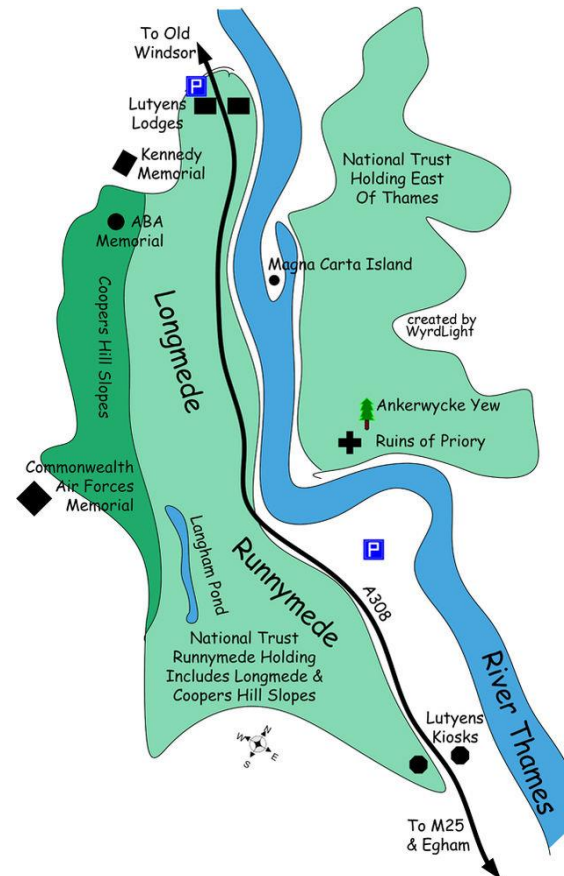 To Old
Windsor
P
Lutyens
Lodges
Kennedy
Memorial
National Trust
Holding East
Of Thames
ABA
Memorial
Magna Carta Island
Coopers Hill Slopes
Longmede
created by
WyrdLight
Ankerwycke Yew
Ruins of Priory
Commonwealth
Air Forces
Memorial
Langham Pond
Runnymede
P
A308
National Trust
Runnymede Holding
Includes Longmede &
Coopers Hill Slopes
River Thames
Lutyens
Kiosks
N
W
E
S
To M25
& Egham